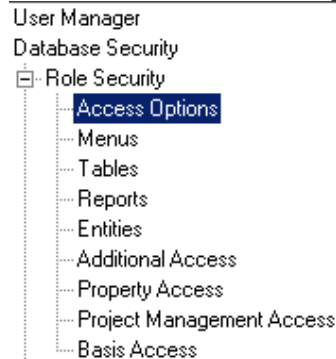 User Manager
Database Security
Role Security
Access Options
Menus
Tables
Reports
Entities
Additional Access
Property Access
Project Management Access
Basis Access